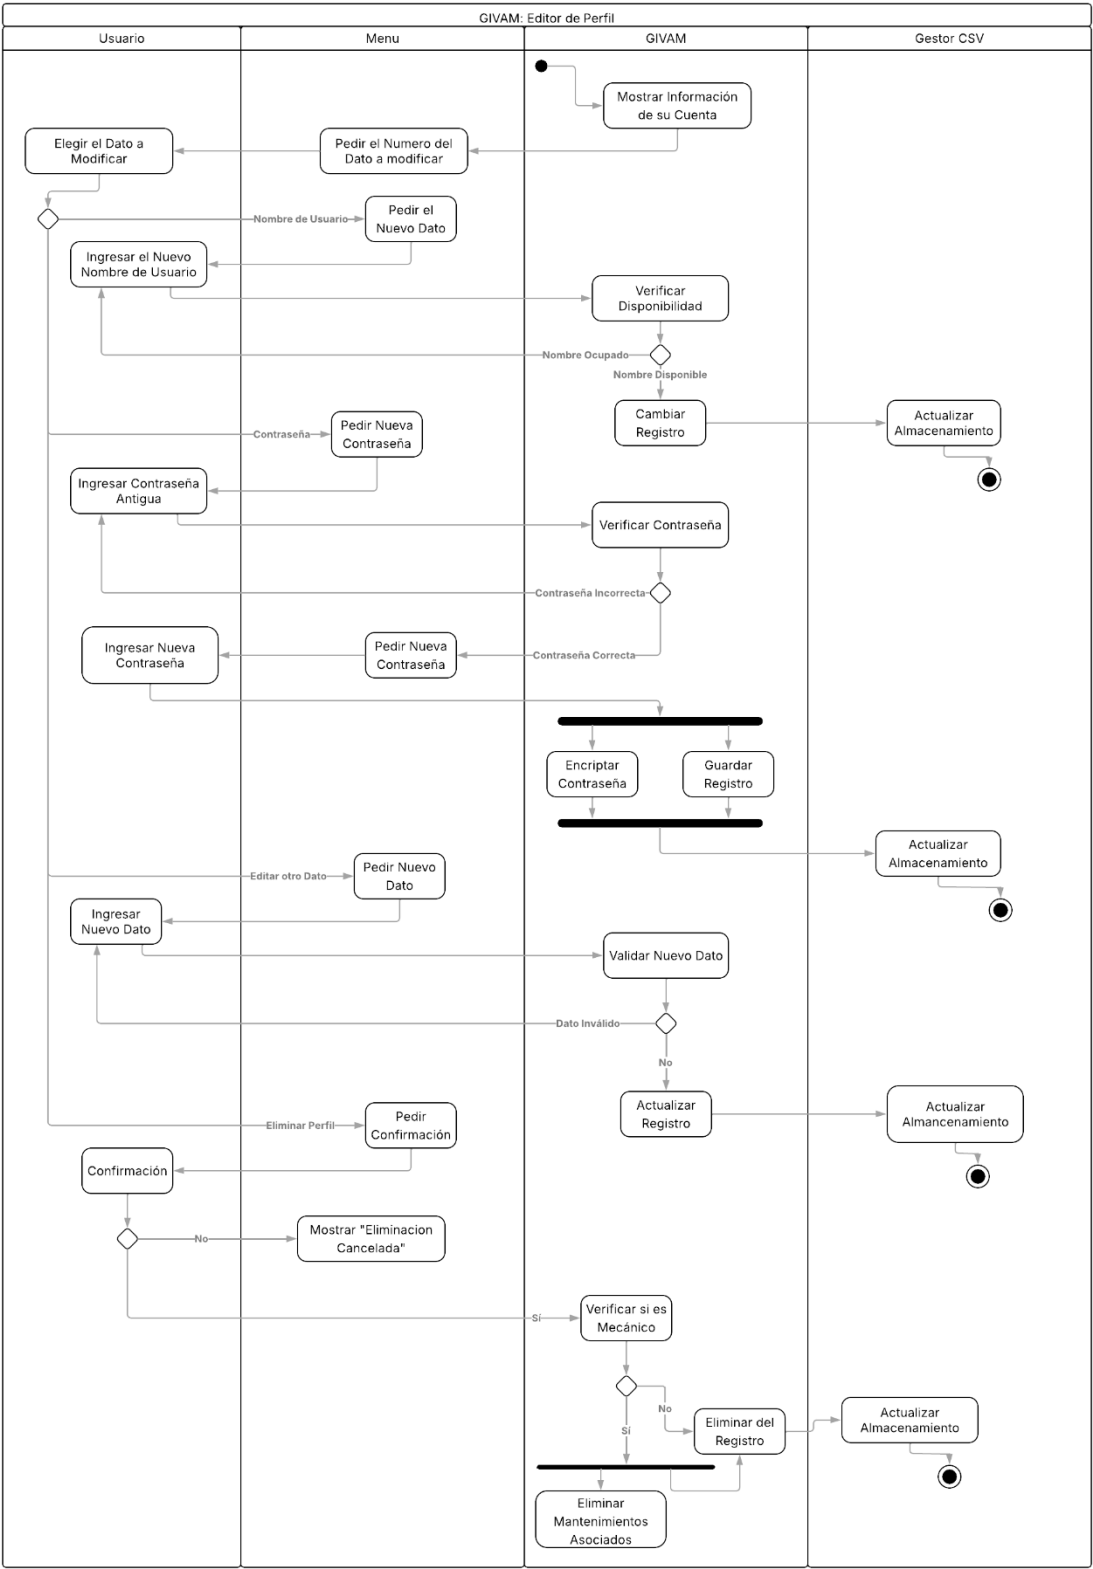 GIVAM: Editor de Perfil
Usuario
Menu
GIVAM
Gestor CSV
Mostrar Información
de su Cuenta
Elegir el Dato a
Modificar
Pedir el Numero del
Dato a modificar
Nombre de Usuario
Pedir el
Nuevo Dato
Ingresar el Nuevo
Nombre de Usuario
Verificar
Disponibilidad
Nombre Ocupado
Nombre Disponible
Cambiar
Registro
Actualizar
Almacenamiento
Contraseña
Pedir Nueva
Contraseña
Ingresar Contraseña
Antigua
Verificar Contraseña
Contraseña Incorrecta
Ingresar Nueva
Contraseña
Pedir Nueva
Contraseña
Contraseña Correcta
Encriptar
Contraseña
Guardar
Registro
Actualizar
Almacenamiento
Editar otro Dato
Pedir Nuevo
Dato
Ingresar
Nuevo Dato
Validar Nuevo Dato
Dato Inválido
No
Actualizar
Registro
Actualizar
Almancenamiento
Eliminar Perfil
Pedir
Confirmación
Confirmación
No
Mostrar "Eliminacion
Cancelada"
Sí
Verificar si es
Mecánico
No
Sí
Eliminar del
Registro
Actualizar
Almacenamiento
Eliminar
Mantenimientos
Asociados